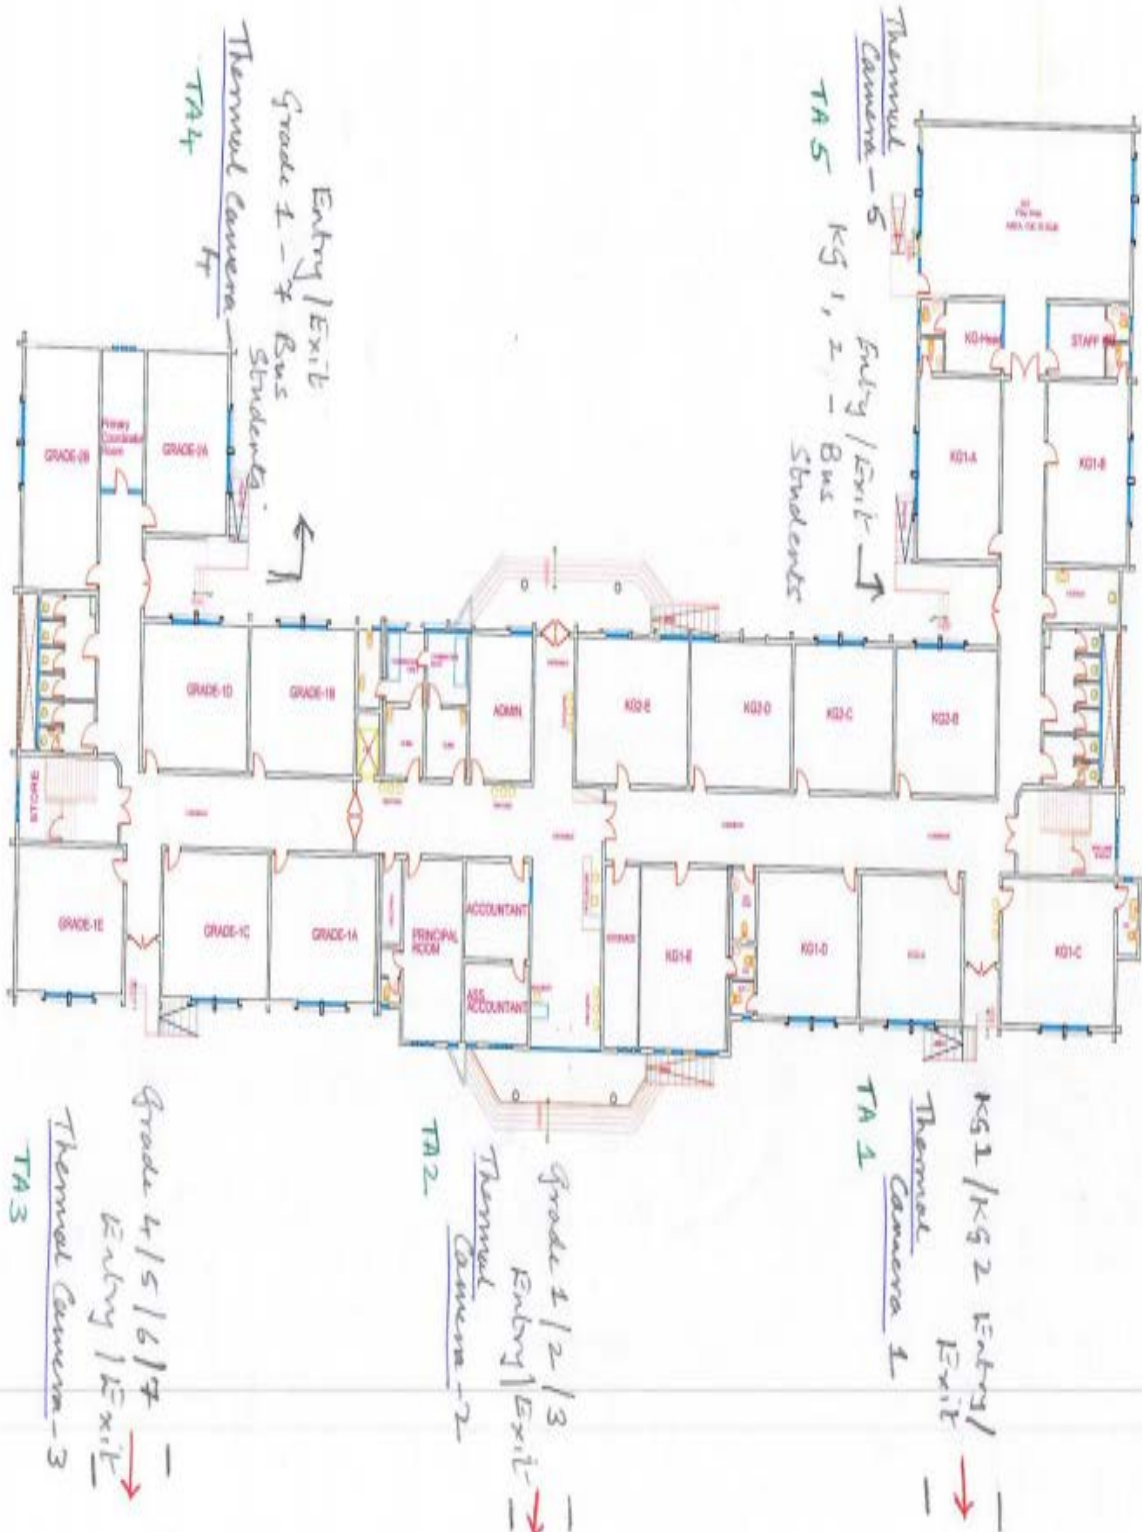 Thermal
Camera - 5
TA 5
Entry / Exit
KG 1, 2, - Bus
Students
Thermal Camera -
4
TA4
Entry / Exit
Grade 1 - 7 Bus
Students.
KG-Head
STAFF RM
KG1-A
KG1-B
GRADE-2B
Primary
Coordinator
Room
GRADE-2A
GRADE-1D
GRADE-1B
ADMIN
KG2-E
KG2-D
KG2-C
KG2-B
STORE
GRADE-1E
GRADE-1C
GRADE-1A
PRINCIPAL
ROOM
ACCOUNTANT
ASS.
ACCOUNTANT
KG1-E
KG1-D
KG1-C
KG1 / KG2 Entry /
Exit
Thermal
Camera 1
TA 1
Grade 1 / 2 / 3
Entry / Exit
Thermal
Camera - 2
TA2
Grade 4 / 5 / 6 / 7
Entry / Exit
Thermal Camera - 3
TA3